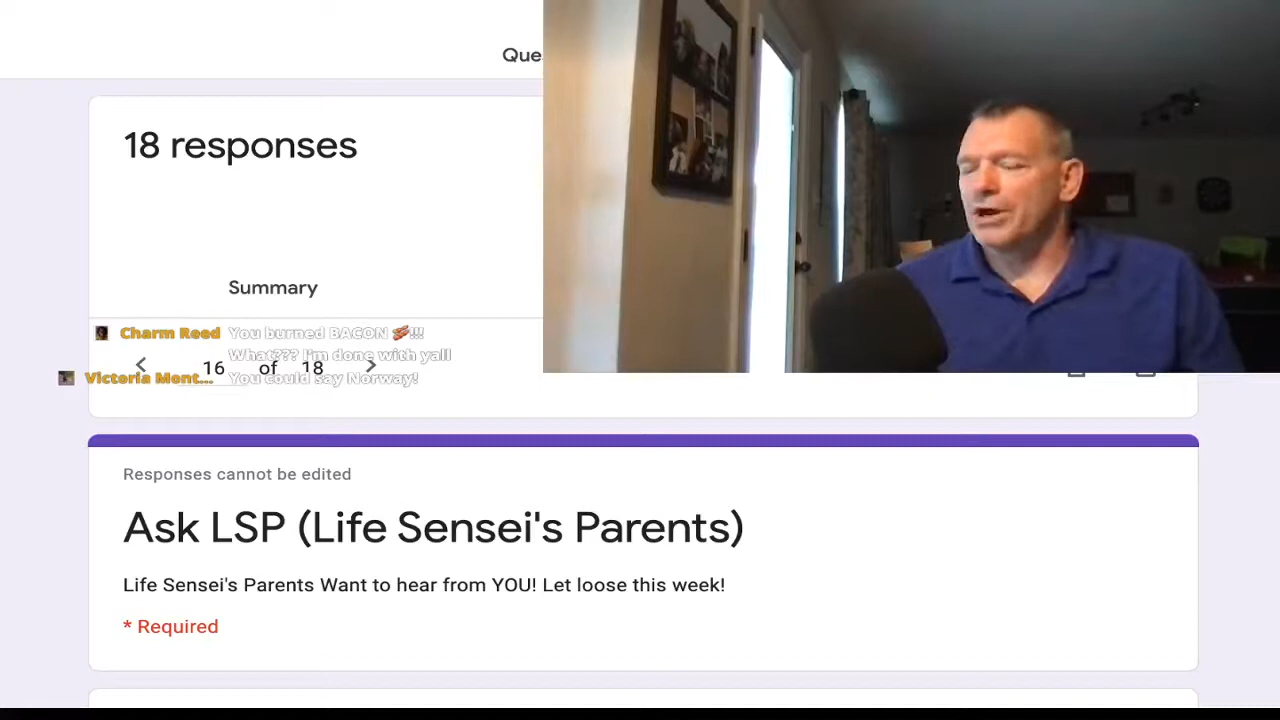 Que
18 responses
Summary
Charm Reed You burned BACON 🥓!!!
What??? I'm done with yall
16 of 18
Victoria Mont... You could say Norway!
Responses cannot be edited
Ask LSP (Life Sensei's Parents)
Life Sensei's Parents Want to hear from YOU! Let loose this week!
* Required